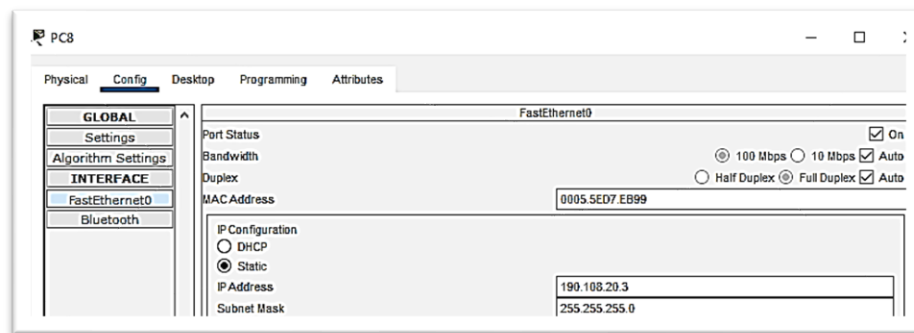 PC8
Physical Config Desktop Programming Attributes
GLOBAL
Settings
Algorithm Settings
INTERFACE
FastEthernet0
Bluetooth
FastEthernet0
Port Status On
Bandwidth 100 Mbps 10 Mbps Auto
Duplex Half Duplex Full Duplex Auto
MAC Address 0005.5ED7.EB99
IP Configuration
DHCP
Static
IP Address 190.108.20.3
Subnet Mask 255.255.255.0